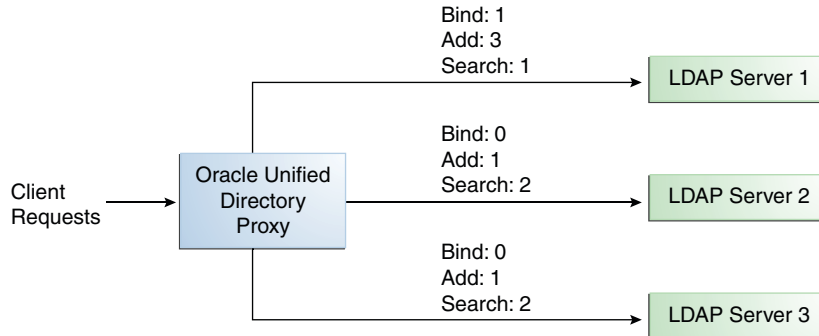 Bind: 1
Add: 3
Search: 1
LDAP Server 1
Client
Requests
Oracle Unified
Directory
Proxy
Bind: 0
Add: 1
Search: 2
LDAP Server 2
Bind: 0
Add: 1
Search: 2
LDAP Server 3